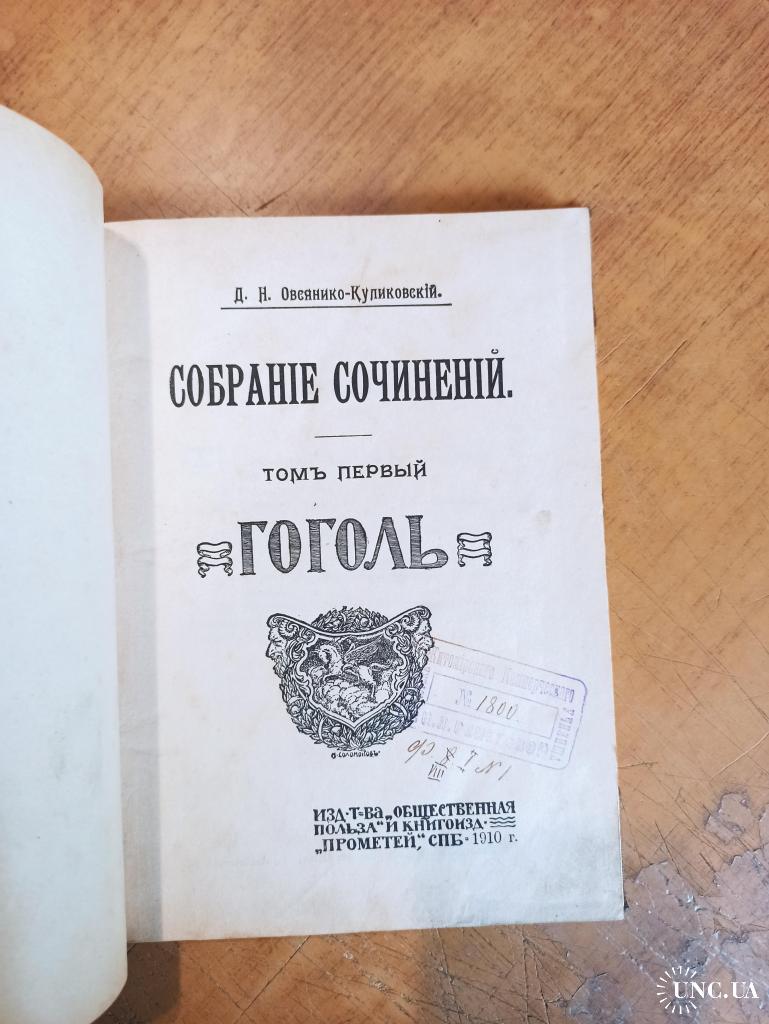 Д. Н. Овсянико-Куликовскій.
СОБРАНІЕ СОЧИНЕНІЙ.
ТОМЪ ПЕРВЫЙ
ГОГОЛЬ
ИЗД·Т-ВА „ОБЩЕСТВЕННАЯ
ПОЛЬЗА" И КНИГОИЗД·
„ПРОМЕТЕЙ", СПБ· 1910 г.
№ 1800
UNC.UA